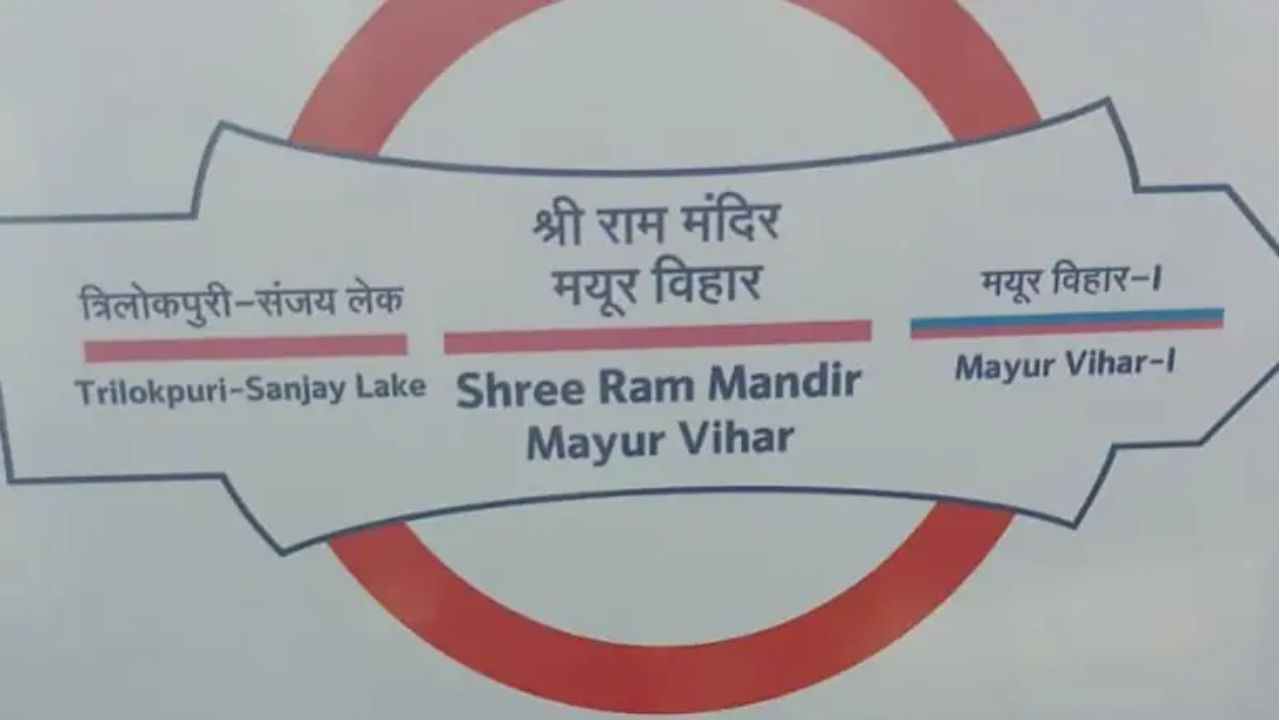 त्रिलोकपुरी-संजय लेक
Trilokpuri-Sanjay Lake
श्री राम मंदिर
मयूर विहार
Shree Ram Mandir
Mayur Vihar
मयूर विहार-I
Mayur Vihar-I